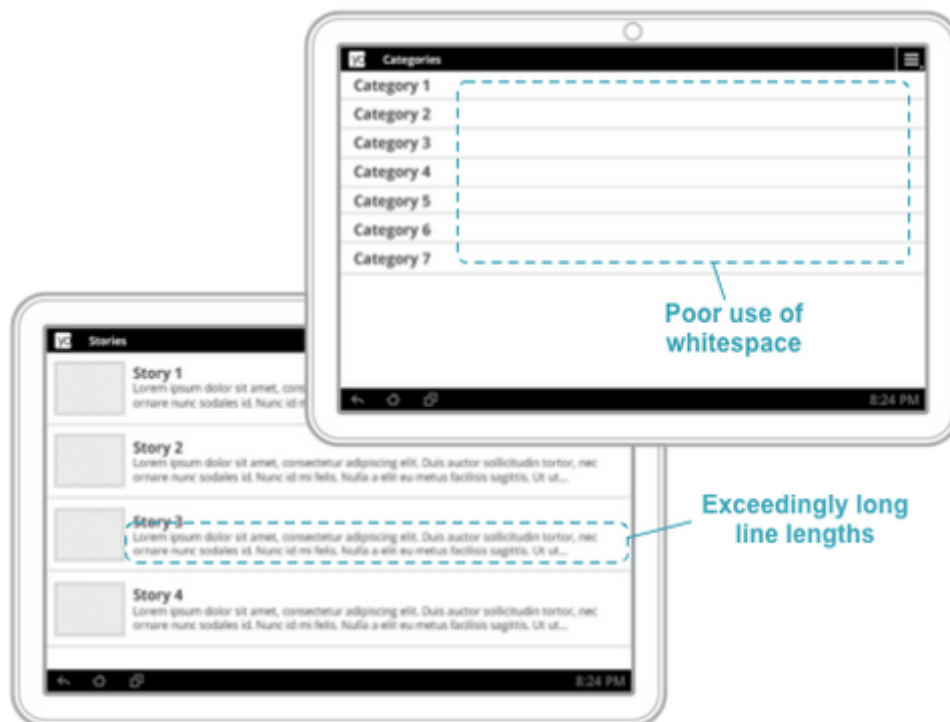 yo Categories
Category 1
Category 2
Category 3
Category 4
Category 5
Category 6
Category 7
Poor use of
whitespace
8:24 PM
yo Stories
Story 1
Lorem ipsum dolor sit amet, cons
ornare nunc sodales id. Nunc id m
Story 2
Lorem ipsum dolor sit amet, consectetur adipiscing elit. Duis auctor sollicitudin tortor, nec
ornare nunc sodales id. Nunc id mi felis. Nulla a elit eu metus facilisis sagittis. Ut ut...
Story 3
Lorem ipsum dolor sit amet, consectetur adipiscing elit. Duis auctor sollicitudin tortor, nec
ornare nunc sodales id. Nunc id mi felis. Nulla a elit eu metus facilisis sagittis. Ut ut...
Story 4
Lorem ipsum dolor sit amet, consectetur adipiscing elit. Duis auctor sollicitudin tortor, nec
ornare nunc sodales id. Nunc id mi felis. Nulla a elit eu metus facilisis sagittis. Ut ut...
8:24 PM
Exceedingly long
line lengths